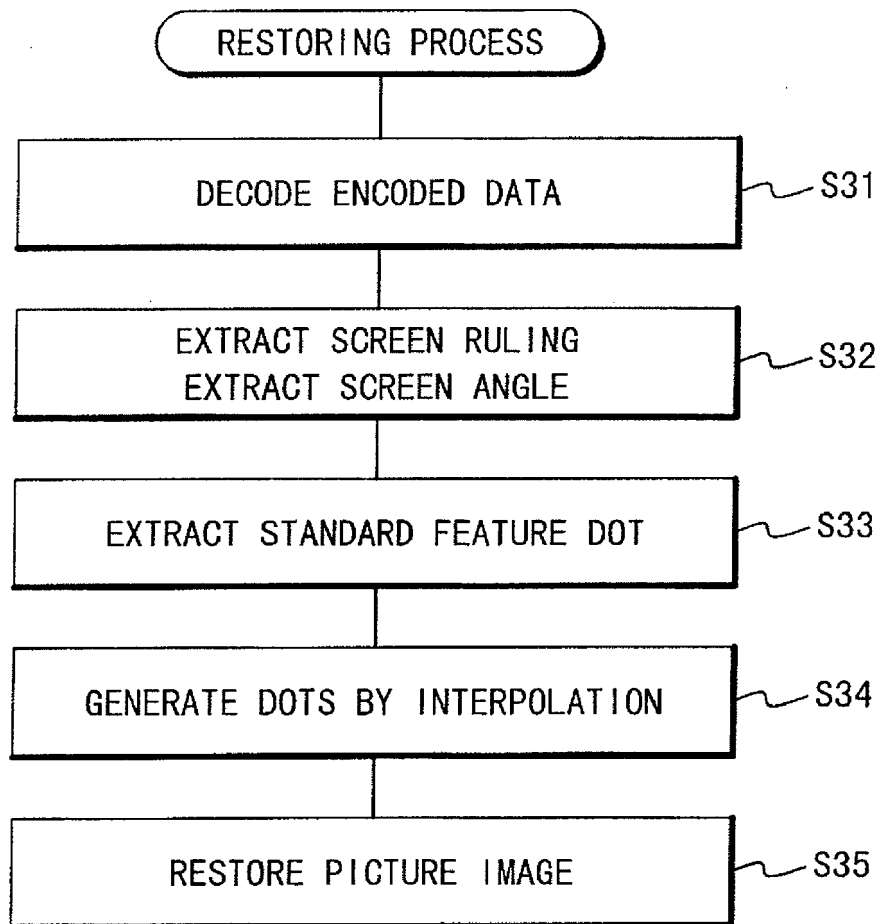 RESTORING PROCESS
DECODE ENCODED DATA
S31
EXTRACT SCREEN RULING
EXTRACT SCREEN ANGLE
S32
EXTRACT STANDARD FEATURE DOT
S33
GENERATE DOTS BY INTERPOLATION
S34
RESTORE PICTURE IMAGE
S35